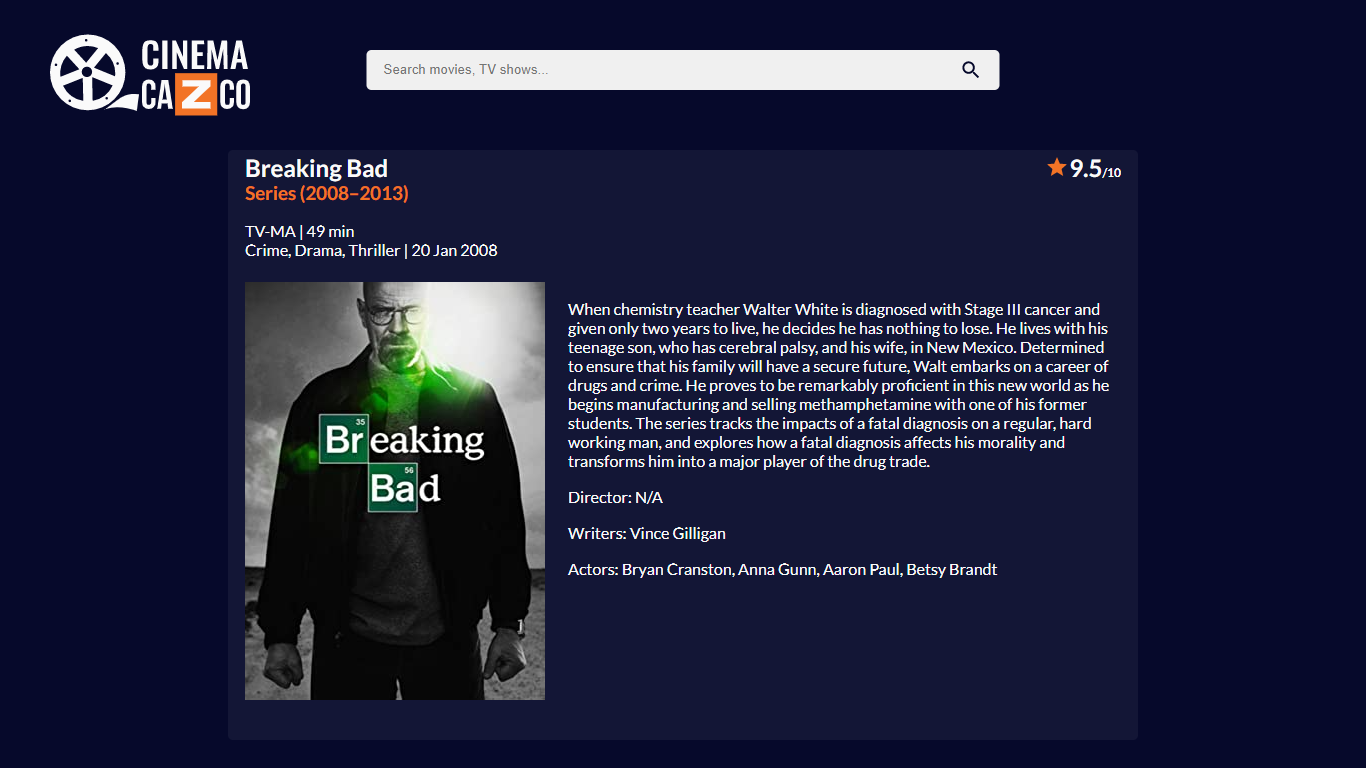 CINEMA
CAZCO
Search movies, TV shows...
Breaking Bad
9.5/10
Series (2008–2013)
TV-MA | 49 min
Crime, Drama, Thriller | 20 Jan 2008
35
Breaking
56
Bad
When chemistry teacher Walter White is diagnosed with Stage III cancer and
given only two years to live, he decides he has nothing to lose. He lives with his
teenage son, who has cerebral palsy, and his wife, in New Mexico. Determined
to ensure that his family will have a secure future, Walt embarks on a career of
drugs and crime. He proves to be remarkably proficient in this new world as he
begins manufacturing and selling methamphetamine with one of his former
students. The series tracks the impacts of a fatal diagnosis on a regular, hard
working man, and explores how a fatal diagnosis affects his morality and
transforms him into a major player of the drug trade.
Director: N/A
Writers: Vince Gilligan
Actors: Bryan Cranston, Anna Gunn, Aaron Paul, Betsy Brandt